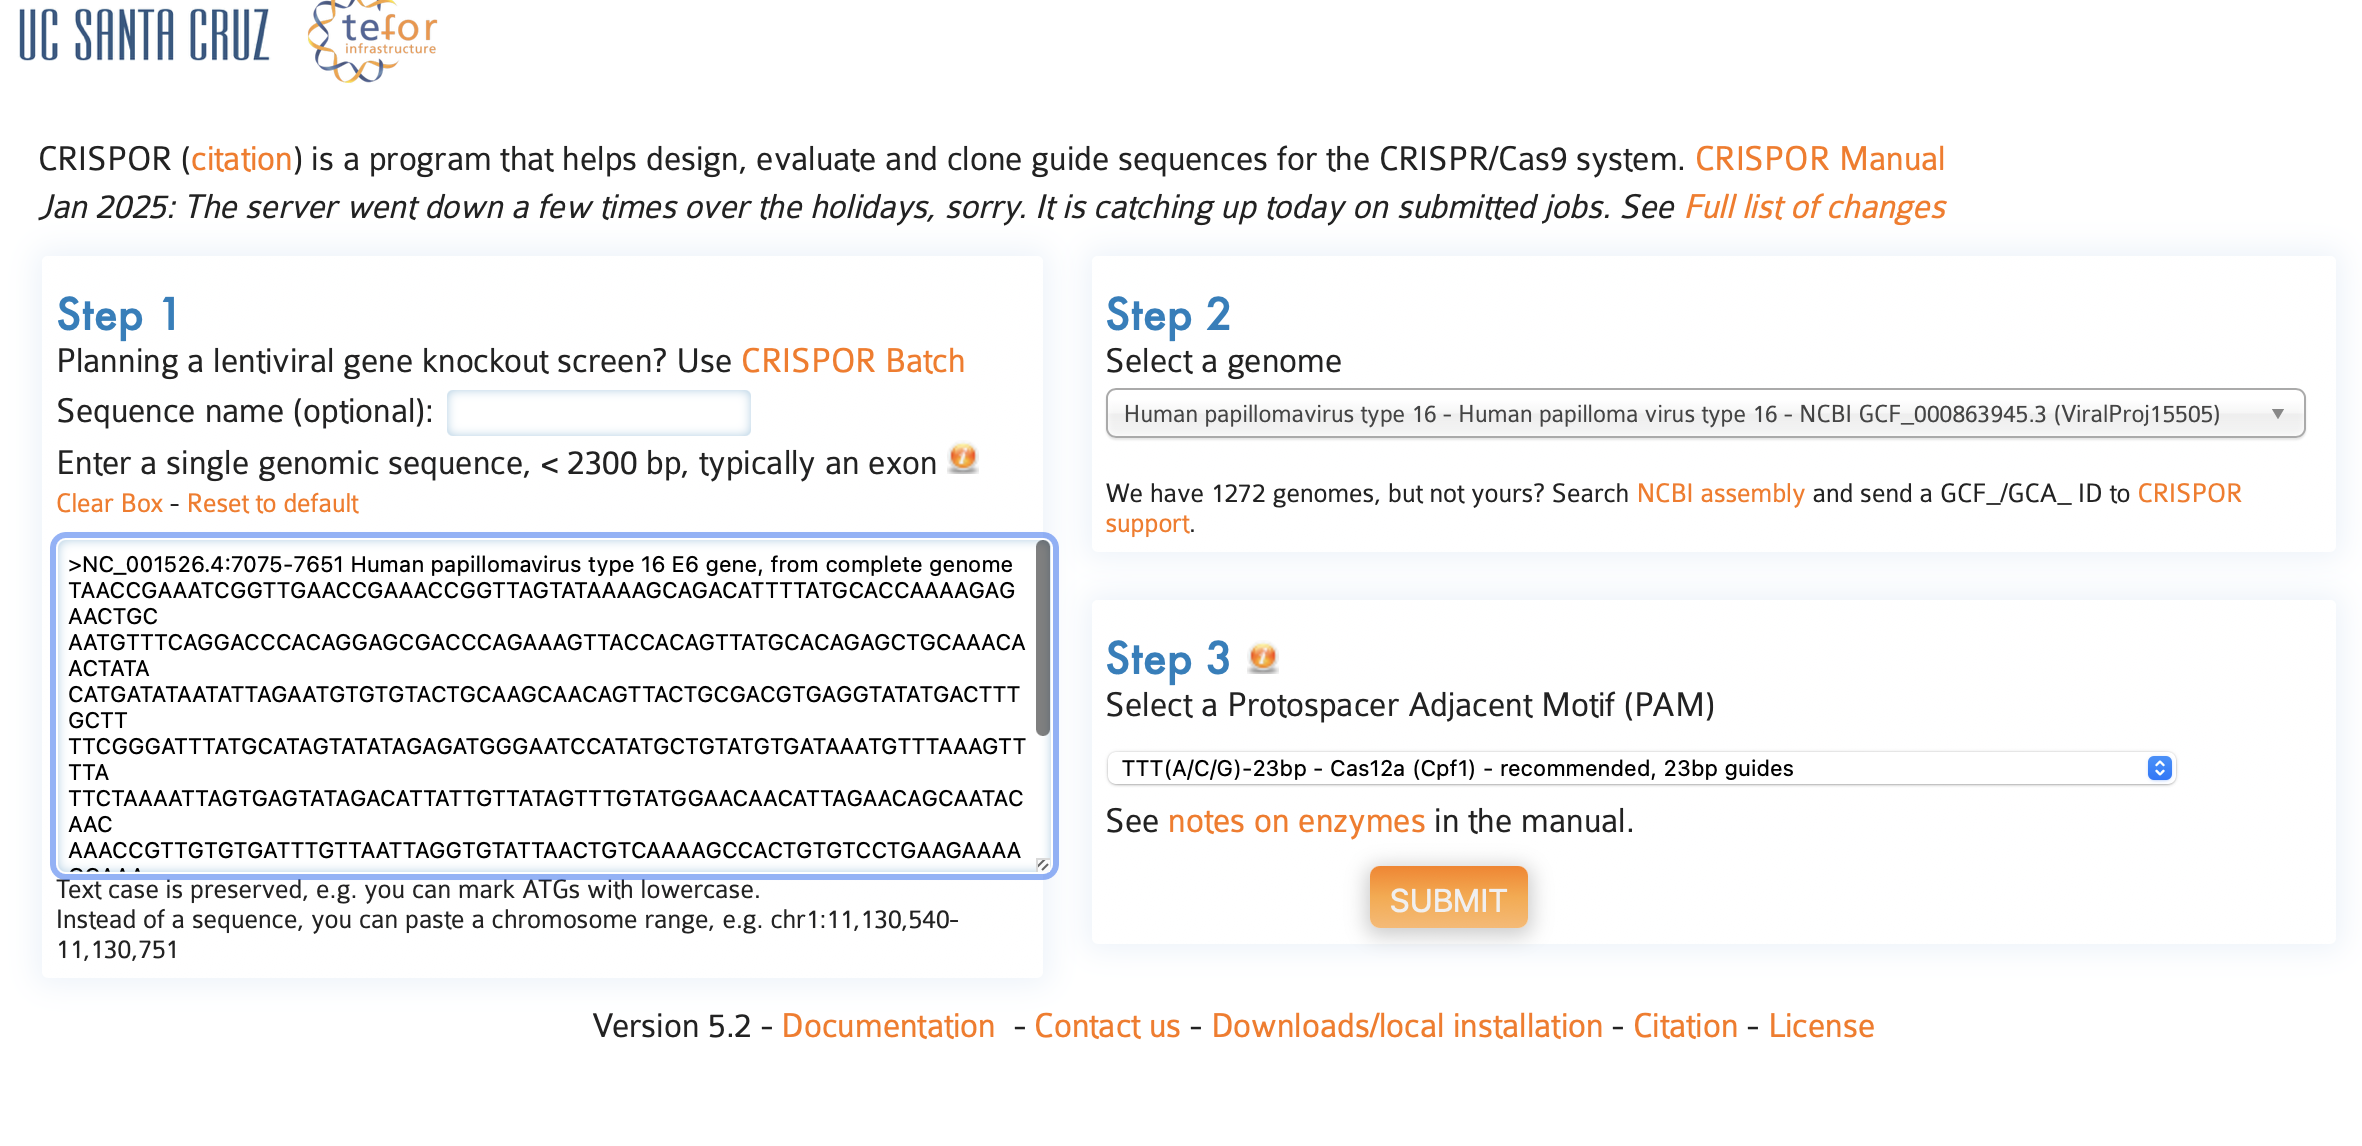 UC SANTA CRUZ
tefor
infrastructure
CRISPOR (citation) is a program that helps design, evaluate and clone guide sequences for the CRISPR/Cas9 system. CRISPOR Manual
Jan 2025: The server went down a few times over the holidays, sorry. It is catching up today on submitted jobs. See Full list of changes
Step 1
Planning a lentiviral gene knockout screen? Use CRISPOR Batch
Sequence name (optional):
Enter a single genomic sequence, < 2300 bp, typically an exon
Clear Box - Reset to default
>NC_001526.4:7075-7651 Human papillomavirus type 16 E6 gene, from complete genome
TAACCGAAATCGGTTGAACCGAAACCGGTTAGTATAAAAGCAGACATTTTATGCACCAAAAGAG
AACTGC
AATGTTTCAGGACCCACAGGAGCGACCCAGAAAGTTACCACAGTTATGCACAGAGCTGCAAACA
ACTATA
CATGATATAATATTAGAATGTGTGTACTGCAAGCAACAGTTACTGCGACGTGAGGTATATGACTTT
GCTT
TTCGGGATTTATGCATAGTATATAGAGATGGGAATCCATATGCTGTATGTGATAAATGTTTAAAGTT
TTA
TTCTAAAATTAGTGAGTATAGACATTATTGTTATAGTTTGTATGGAACAACATTAGAACAGCAATAC
AAC
AAACCGTTGTGTGATTTGTTAATTAGGTGTATTAACTGTCAAAAGCCACTGTGTCCTGAAGAAAA
Text case is preserved, e.g. you can mark ATGs with lowercase.
Instead of a sequence, you can paste a chromosome range, e.g. chr1:11,130,540-
11,130,751
Step 2
Select a genome
Human papillomavirus type 16 - Human papilloma virus type 16 - NCBI GCF_000863945.3 (ViralProj15505)
We have 1272 genomes, but not yours? Search NCBI assembly and send a GCF_/GCA_ ID to CRISPOR
support.
Step 3
Select a Protospacer Adjacent Motif (PAM)
TTT(A/C/G)-23bp - Cas12a (Cpf1) - recommended, 23bp guides
See notes on enzymes in the manual.
SUBMIT
Version 5.2 - Documentation - Contact us - Downloads/local installation - Citation - License